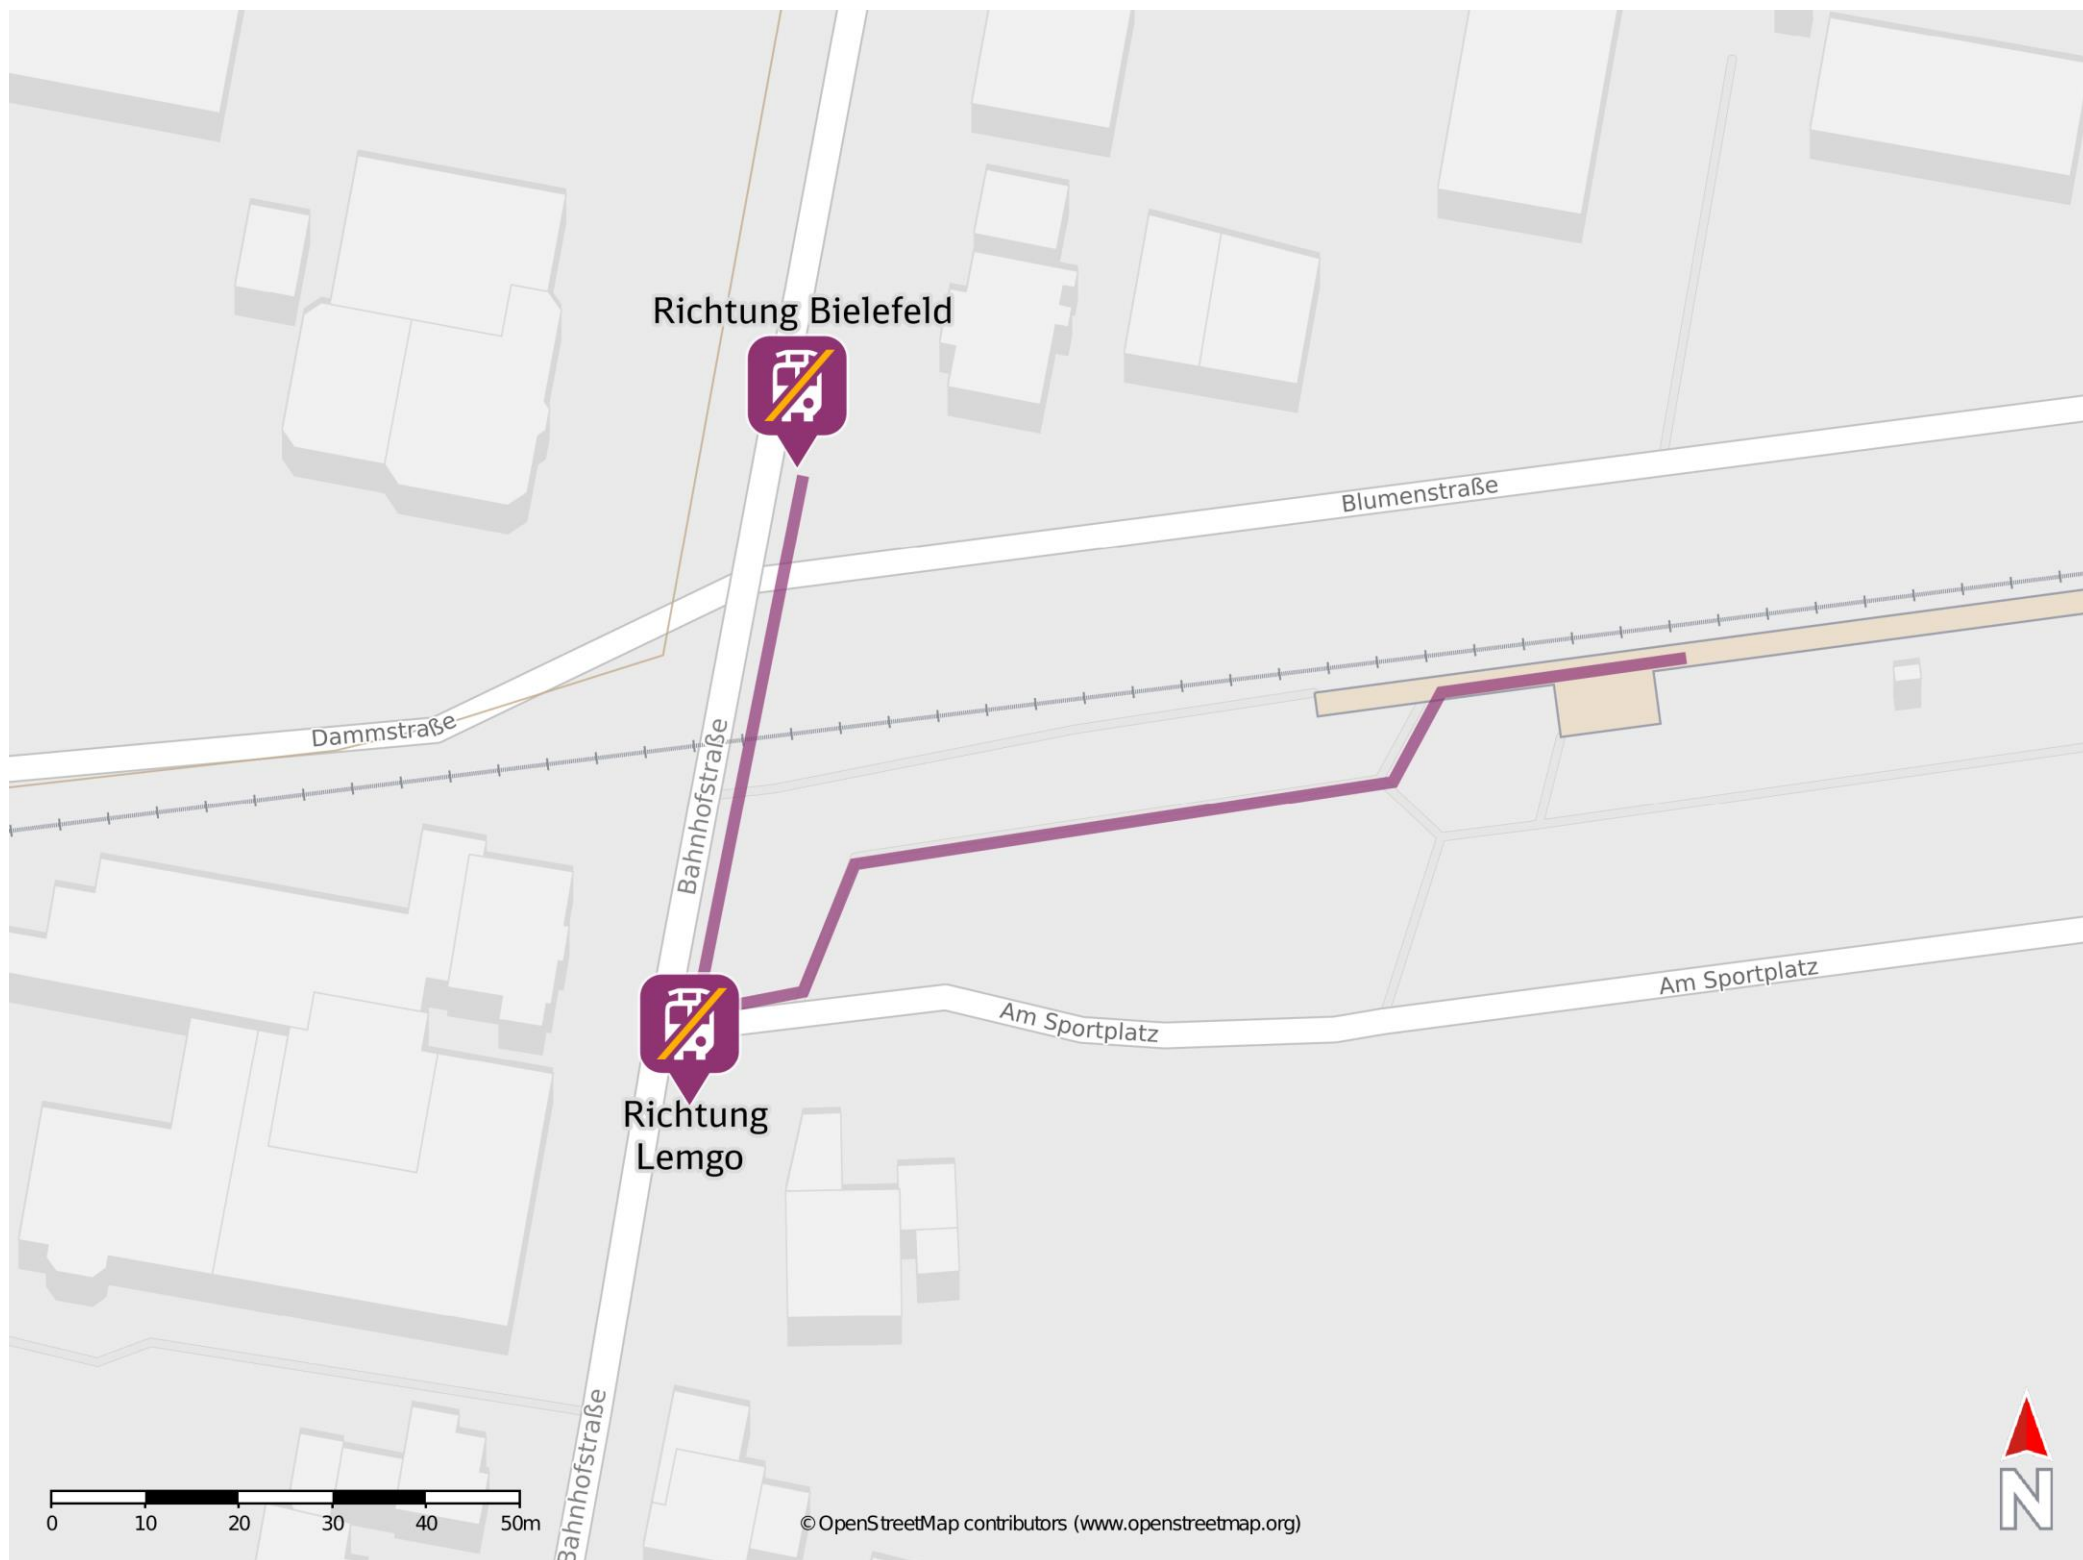 Richtung Bielefeld
Blumenstraße
Dammstraße
Bahnhofstraße
Am Sportplatz
Am Sportplatz
Richtung
Lemgo
Bahnhofstraße
0 10 20 30 40 50m
© OpenStreetMap contributors (www.openstreetmap.org)
N